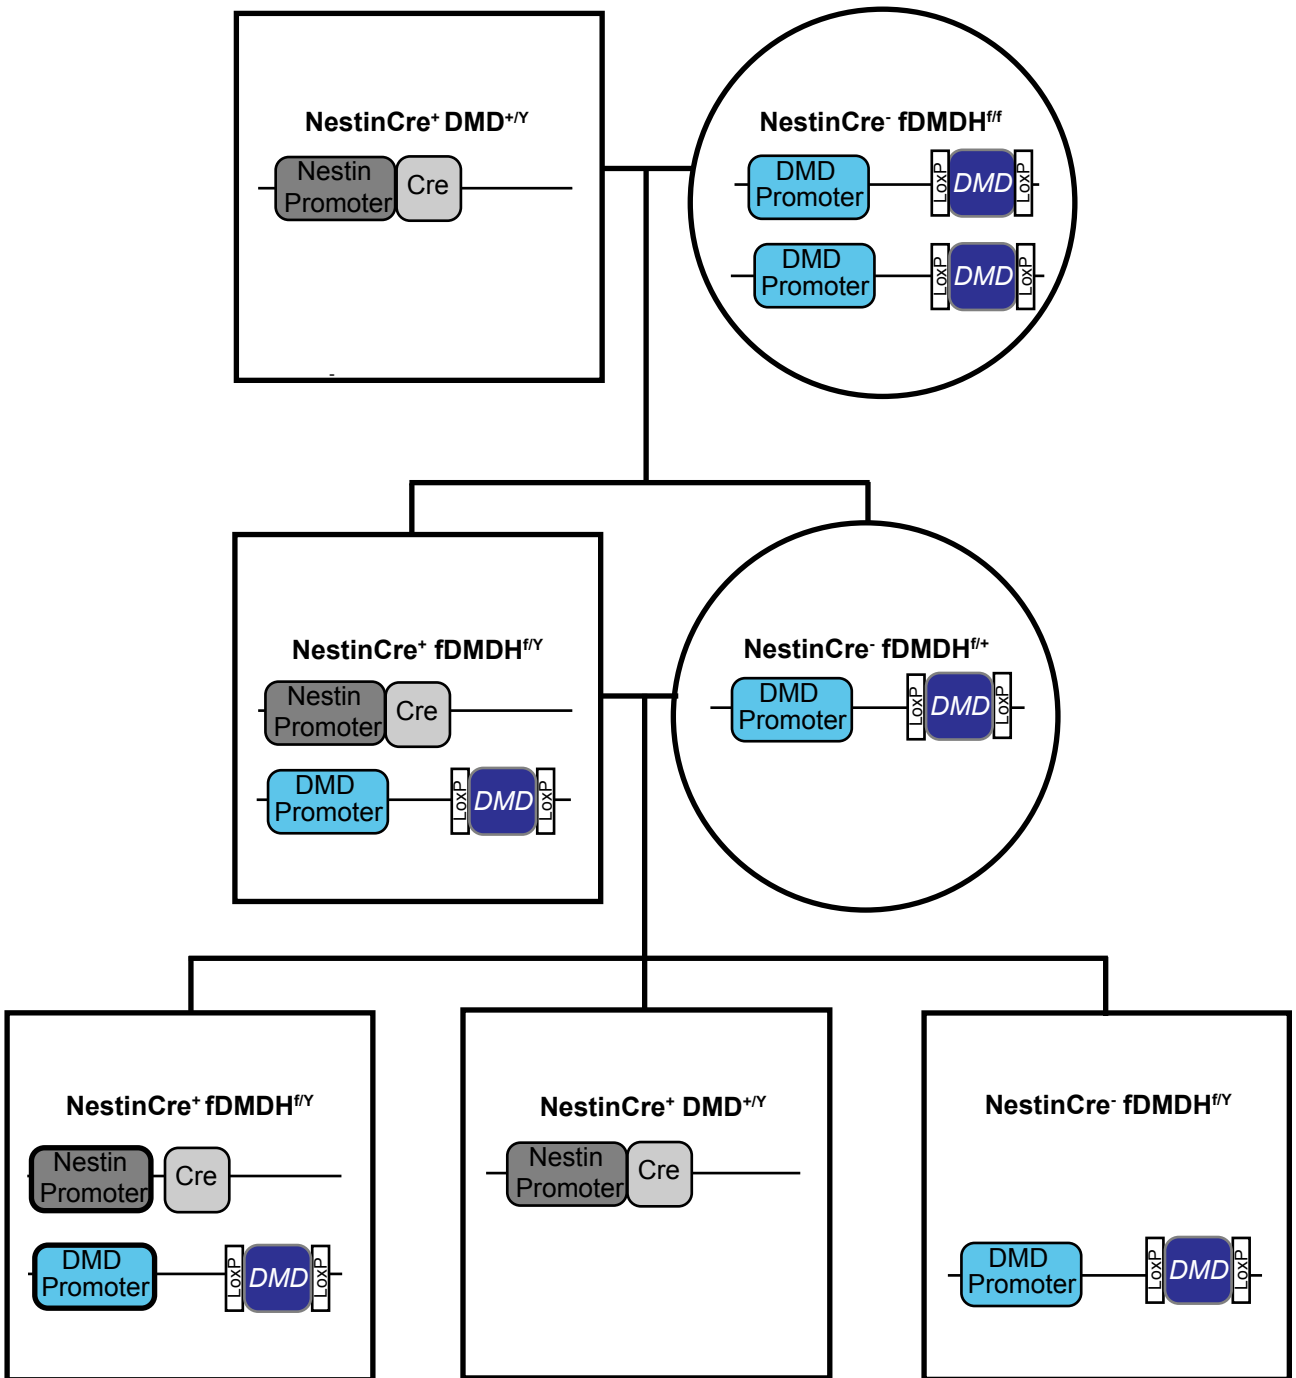 NestinCre⁺ DMD⁺/ʸ
Nestin
Promoter
Cre
NestinCre⁻ fDMDHᶠ/ᶠ
DMD
Promoter
LoxP
DMD
LoxP
DMD
Promoter
LoxP
DMD
LoxP
-
NestinCre⁺ fDMDHᶠ/ʸ
Nestin
Promoter
Cre
DMD
Promoter
LoxP
DMD
LoxP
NestinCre⁻ fDMDHᶠ/⁺
DMD
Promoter
LoxP
DMD
LoxP
NestinCre⁺ fDMDHᶠ/ʸ
Nestin
Promoter
Cre
DMD
Promoter
LoxP
DMD
LoxP
NestinCre⁺ DMD⁺/ʸ
Nestin
Promoter
Cre
NestinCre⁻ fDMDHᶠ/ʸ
DMD
Promoter
LoxP
DMD
LoxP